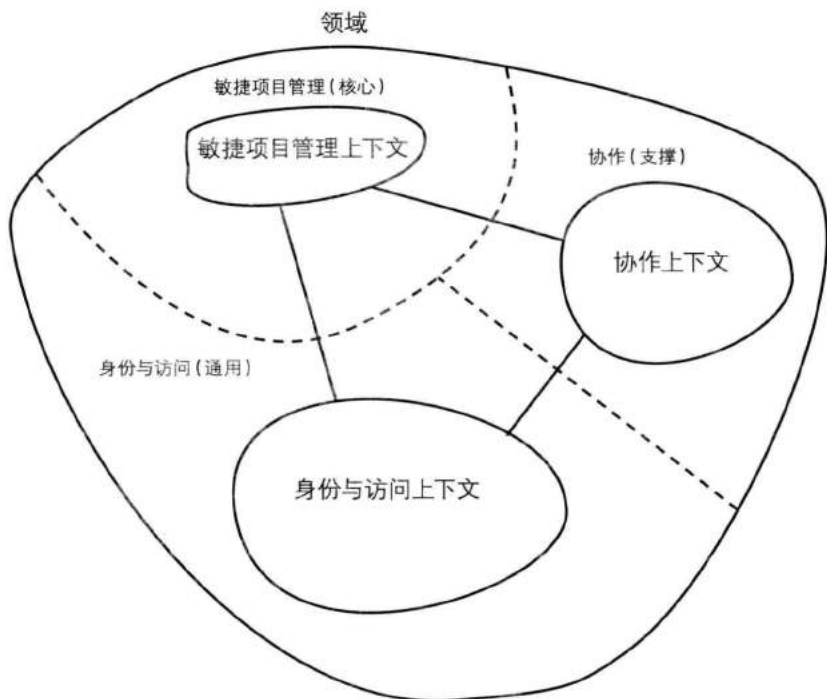 领域
敏捷项目管理(核心)
敏捷项目管理上下文
协作(支撑)
协作上下文
身份与访问(通用)
身份与访问上下文